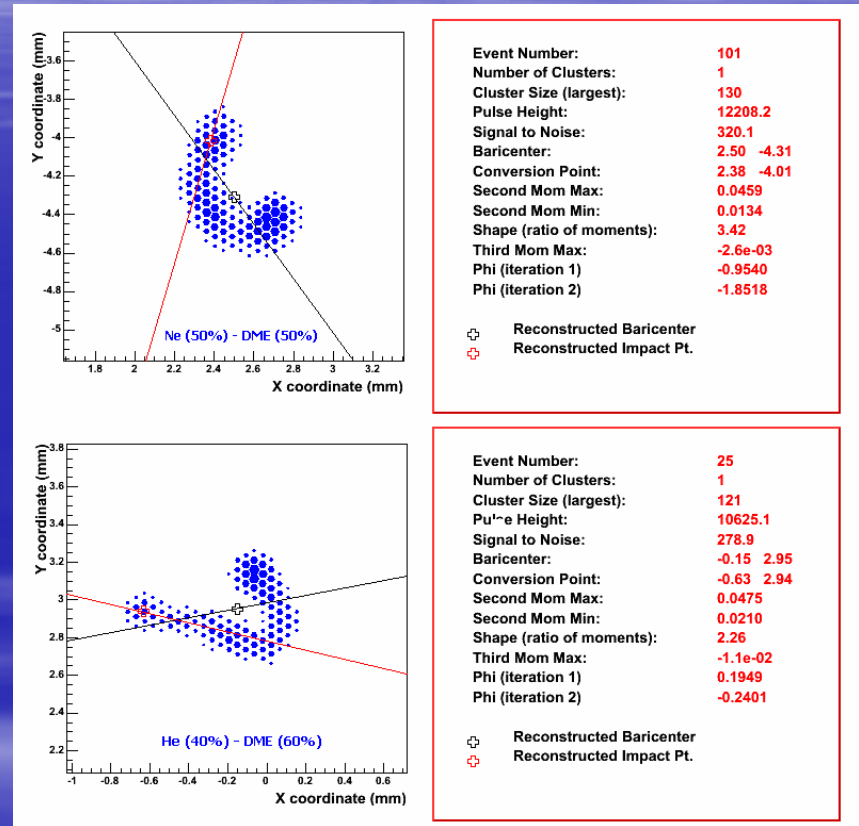 Y coordinate (mm)
-3.6
-3.8
-4
-4.2
-4.4
-4.6
-4.8
-5
Ne (50%) - DME (50%)
1.8 2 2.2 2.4 2.6 2.8 3 3.2
X coordinate (mm)
Event Number: 101
Number of Clusters: 1
Cluster Size (largest): 130
Pulse Height: 12208.2
Signal to Noise: 320.1
Baricenter: 2.50 -4.31
Conversion Point: 2.38 -4.01
Second Mom Max: 0.0459
Second Mom Min: 0.0134
Shape (ratio of moments): 3.42
Third Mom Max: -2.6e-03
Phi (iteration 1) -0.9540
Phi (iteration 2) -1.8518
Reconstructed Baricenter
Reconstructed Impact Pt.
Y coordinate (mm)
3.8
3.6
3.4
3.2
3
2.8
2.6
2.4
2.2
He (40%) - DME (60%)
-1 -0.8 -0.6 -0.4 -0.2 0 0.2 0.4 0.6
X coordinate (mm)
Event Number: 25
Number of Clusters: 1
Cluster Size (largest): 121
Height: 10625.1
Signal to Noise: 278.9
Baricenter: -0.15 2.95
Conversion Point: -0.63 2.94
Second Mom Max: 0.0475
Second Mom Min: 0.0210
Shape (ratio of moments): 2.26
Third Mom Max: -1.1e-02
Phi (iteration 1) 0.1949
Phi (iteration 2) -0.2401
Reconstructed Baricenter
Reconstructed Impact Pt.